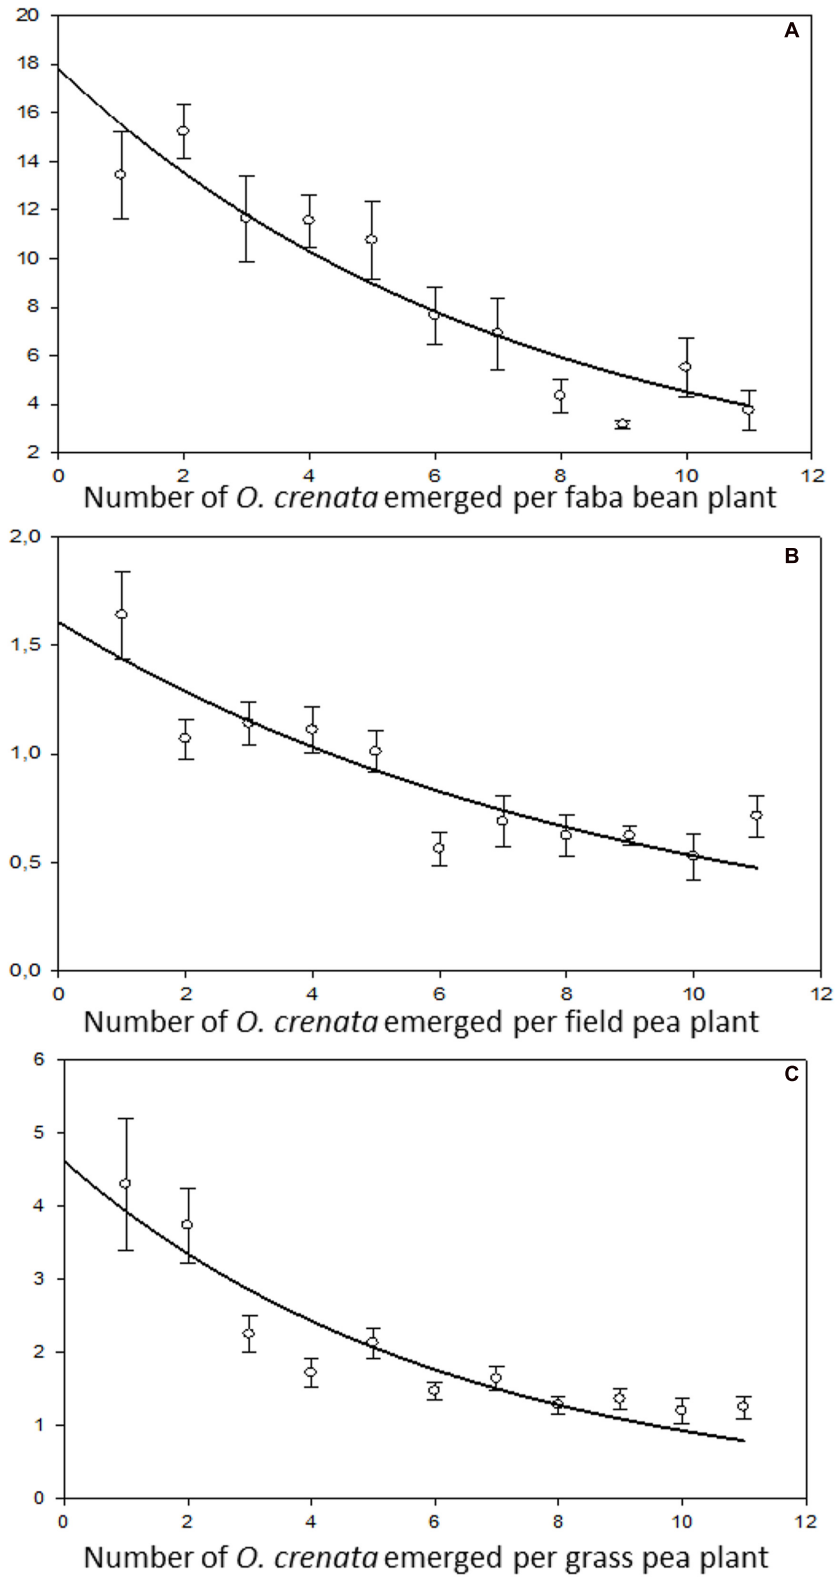 A
20
18
16
14
12
10
8
6
4
2
0 2 4 6 8 10 12
Number of O. crenata emerged per faba bean plant
B
2,0
1,5
1,0
0,5
0,0
0 2 4 6 8 10 12
Number of O. crenata emerged per field pea plant
C
6
5
4
3
2
1
0
0 2 4 6 8 10 12
Number of O. crenata emerged per grass pea plant